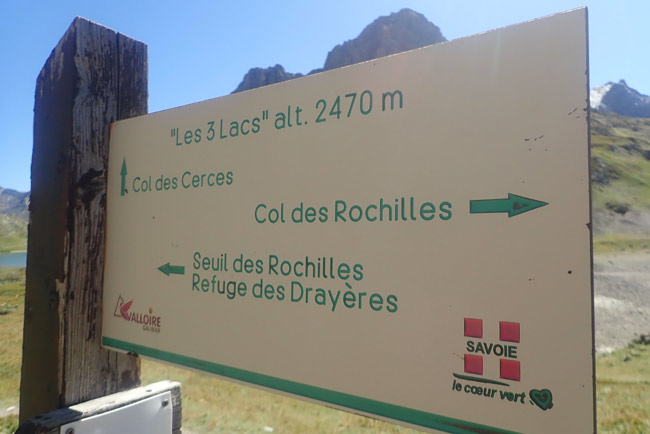 "Les 3 Lacs" alt. 2470 m
Col des Cerces
Col des Rochilles
Seuil des Rochilles
Refuge des Drayères
VALLOIRE
GALIBIER
SAVOIE
le cœur vert